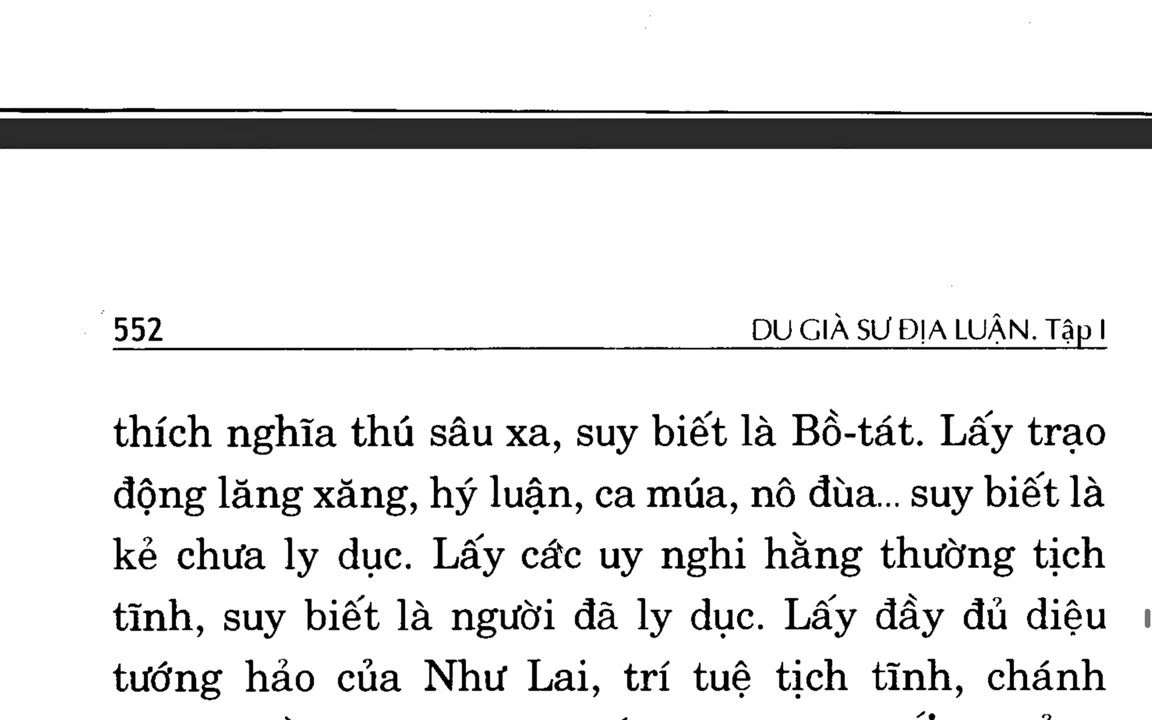 552
DU GIÀ SƯ ĐỊA LUẬN. Tập I
thích nghĩa thú sâu xa, suy biết là Bồ-tát. Lấy trạo
động lăng xăng, hý luận, ca múa, nô đùa... suy biết là
kẻ chưa ly dục. Lấy các uy nghi hằng thường tịch
tĩnh, suy biết là người đã ly dục. Lấy đầy đủ diệu
tướng hảo của Như Lai, trí tuệ tịch tĩnh, chánh